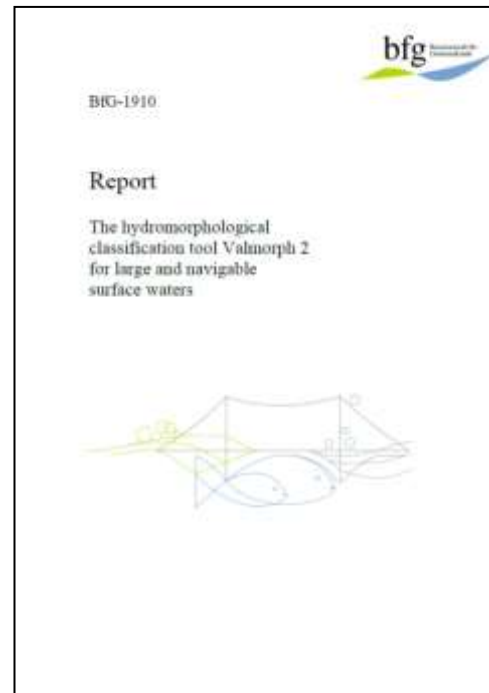 bfg
BfG-1910
Report
The hydromorphological
classification tool Valmorph 2
for large and navigable
surface waters